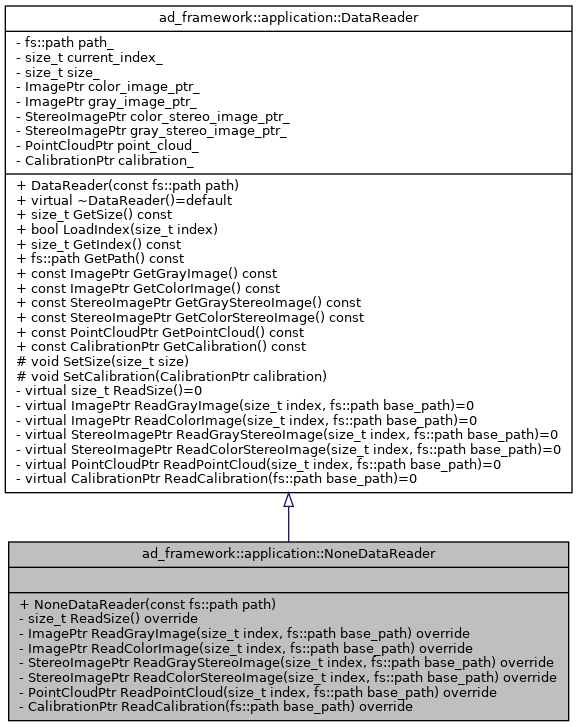 ad_framework::application::DataReader
- fs::path path_
- size_t current_index_
- size_t size_
- ImagePtr color_image_ptr_
- ImagePtr gray_image_ptr_
- StereoImagePtr color_stereo_image_ptr_
- StereoImagePtr gray_stereo_image_ptr_
- PointCloudPtr point_cloud_
- CalibrationPtr calibration_
+ DataReader(const fs::path path)
+ virtual ~DataReader()=default
+ size_t GetSize() const
+ bool LoadIndex(size_t index)
+ size_t GetIndex() const
+ fs::path GetPath() const
+ const ImagePtr GetGrayImage() const
+ const ImagePtr GetColorImage() const
+ const StereoImagePtr GetGrayStereoImage() const
+ const StereoImagePtr GetColorStereoImage() const
+ const PointCloudPtr GetPointCloud() const
+ const CalibrationPtr GetCalibration() const
# void SetSize(size_t size)
# void SetCalibration(CalibrationPtr calibration)
- virtual size_t ReadSize()=0
- virtual ImagePtr ReadGrayImage(size_t index, fs::path base_path)=0
- virtual ImagePtr ReadColorImage(size_t index, fs::path base_path)=0
- virtual StereoImagePtr ReadGrayStereoImage(size_t index, fs::path base_path)=0
- virtual StereoImagePtr ReadColorStereoImage(size_t index, fs::path base_path)=0
- virtual PointCloudPtr ReadPointCloud(size_t index, fs::path base_path)=0
- virtual CalibrationPtr ReadCalibration(fs::path base_path)=0
ad_framework::application::NoneDataReader
+ NoneDataReader(const fs::path path)
- size_t ReadSize() override
- ImagePtr ReadGrayImage(size_t index, fs::path base_path) override
- ImagePtr ReadColorImage(size_t index, fs::path base_path) override
- StereoImagePtr ReadGrayStereoImage(size_t index, fs::path base_path) override
- StereoImagePtr ReadColorStereoImage(size_t index, fs::path base_path) override
- PointCloudPtr ReadPointCloud(size_t index, fs::path base_path) override
- CalibrationPtr ReadCalibration(fs::path base_path) override